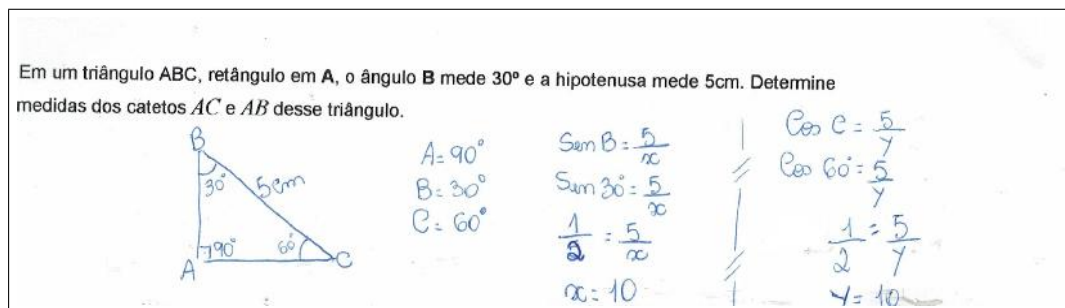 Em um triângulo ABC, retângulo em A, o ângulo B mede 30º e a hipotenusa mede 5cm. Determine
medidas dos catetos AC e AB desse triângulo.
B
30°
5cm
90°
60°
A
C
A=90°
B=30°
C=60°
Sen B=5/x
Sen 30°=5/x
1/2=5/x
x=10
Cos C=5/y
Cos 60°=5/y
1/2=5/y
y=10